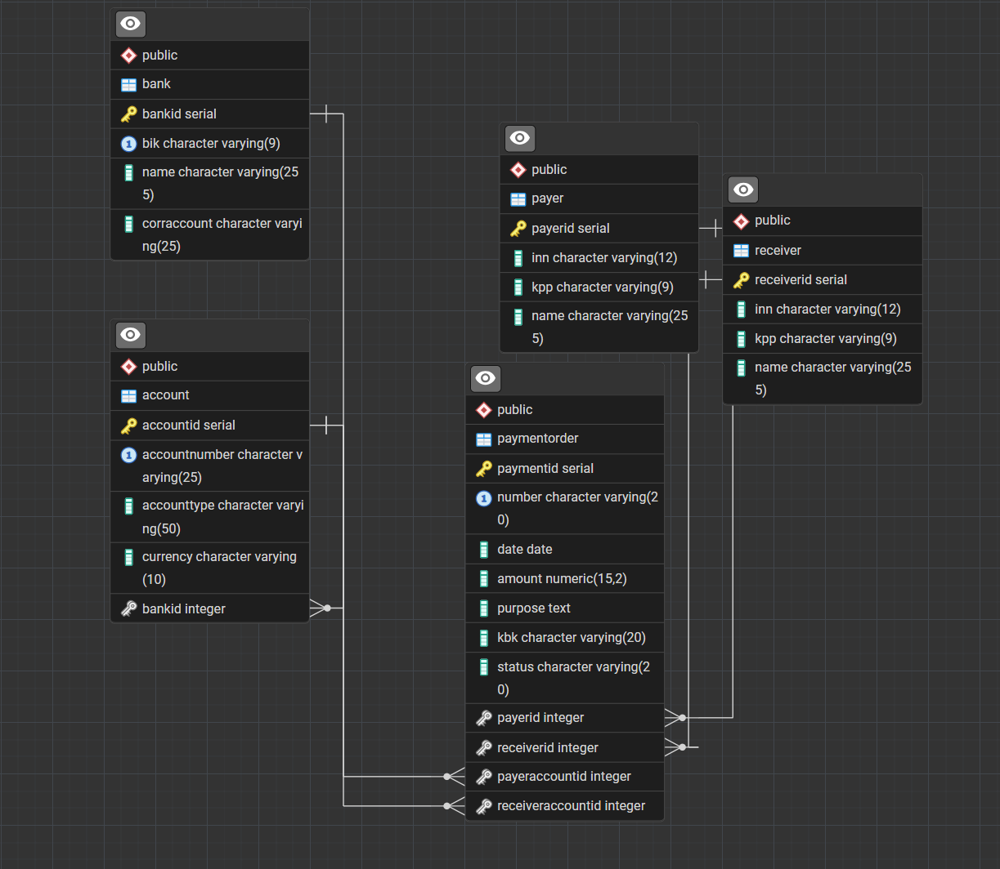 public
bank
bankid serial
bik character varying(9)
name character varying(25
5)
corraccount character varyi
ng(25)
public
account
accountid serial
accountnumber character v
arying(25)
accounttype character varyi
ng(50)
currency character varying
(10)
bankid integer
public
payer
payerid serial
inn character varying(12)
kpp character varying(9)
name character varying(25
5)
public
receiver
receiverid serial
inn character varying(12)
kpp character varying(9)
name character varying(25
5)
public
paymentorder
paymentid serial
number character varying(2
0)
date date
amount numeric(15,2)
purpose text
kbk character varying(20)
status character varying(2
0)
payerid integer
receiverid integer
payeraccountid integer
receiveraccountid integer